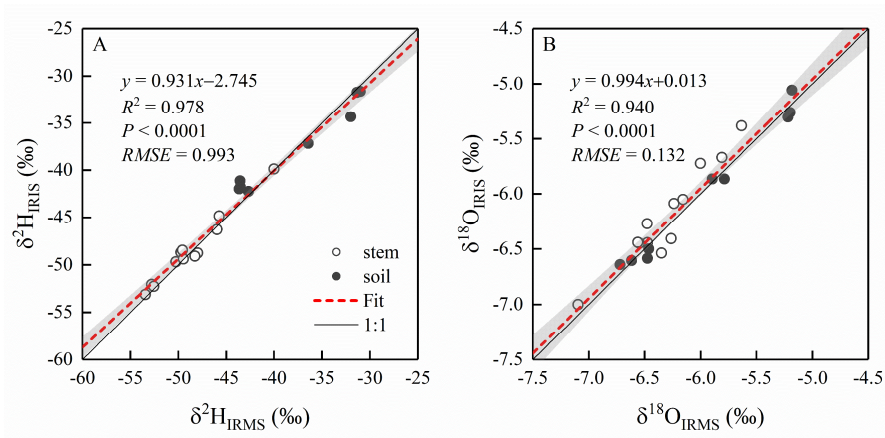 A
y = 0.931x−2.745
R² = 0.978
P < 0.0001
RMSE = 0.993
stem
soil
Fit
1:1
-25
-30
-35
-40
-45
-50
-55
-60
-60 -55 -50 -45 -40 -35 -30 -25
δ²H_IRIS (‰)
δ²H_IRMS (‰)
B
y = 0.994x+0.013
R² = 0.940
P < 0.0001
RMSE = 0.132
-4.5
-5.0
-5.5
-6.0
-6.5
-7.0
-7.5
-7.5 -7.0 -6.5 -6.0 -5.5 -5.0 -4.5
δ¹⁸O_IRIS (‰)
δ¹⁸O_IRMS (‰)